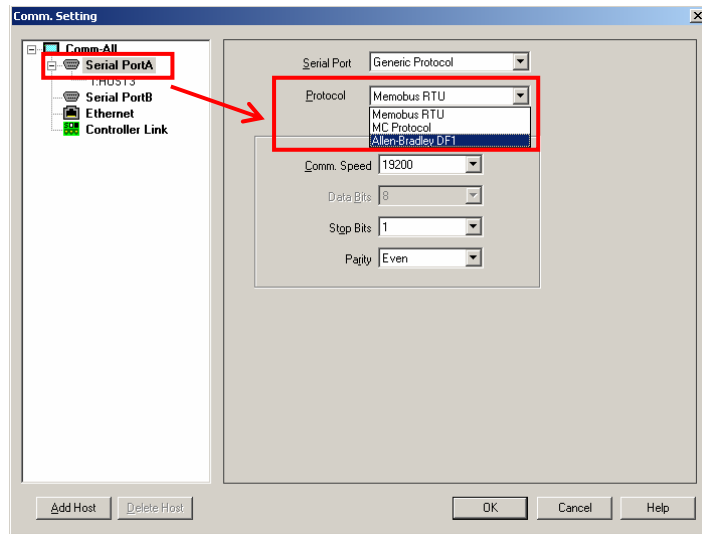 Comm. Setting
Comm-All
Serial PortA
1:HOST3
Serial PortB
Ethernet
Controller Link
Serial Port Generic Protocol
Protocol Memobus RTU
Memobus RTU
MC Protocol
Allen-Bradley DF1
Comm. Speed 19200
Data Bits 8
Stop Bits 1
Parity Even
Add Host Delete Host OK Cancel Help